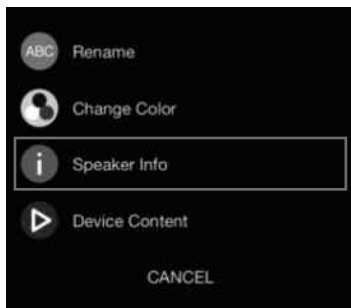 ABC Rename
Change Color
i Speaker Info
Device Content
CANCEL